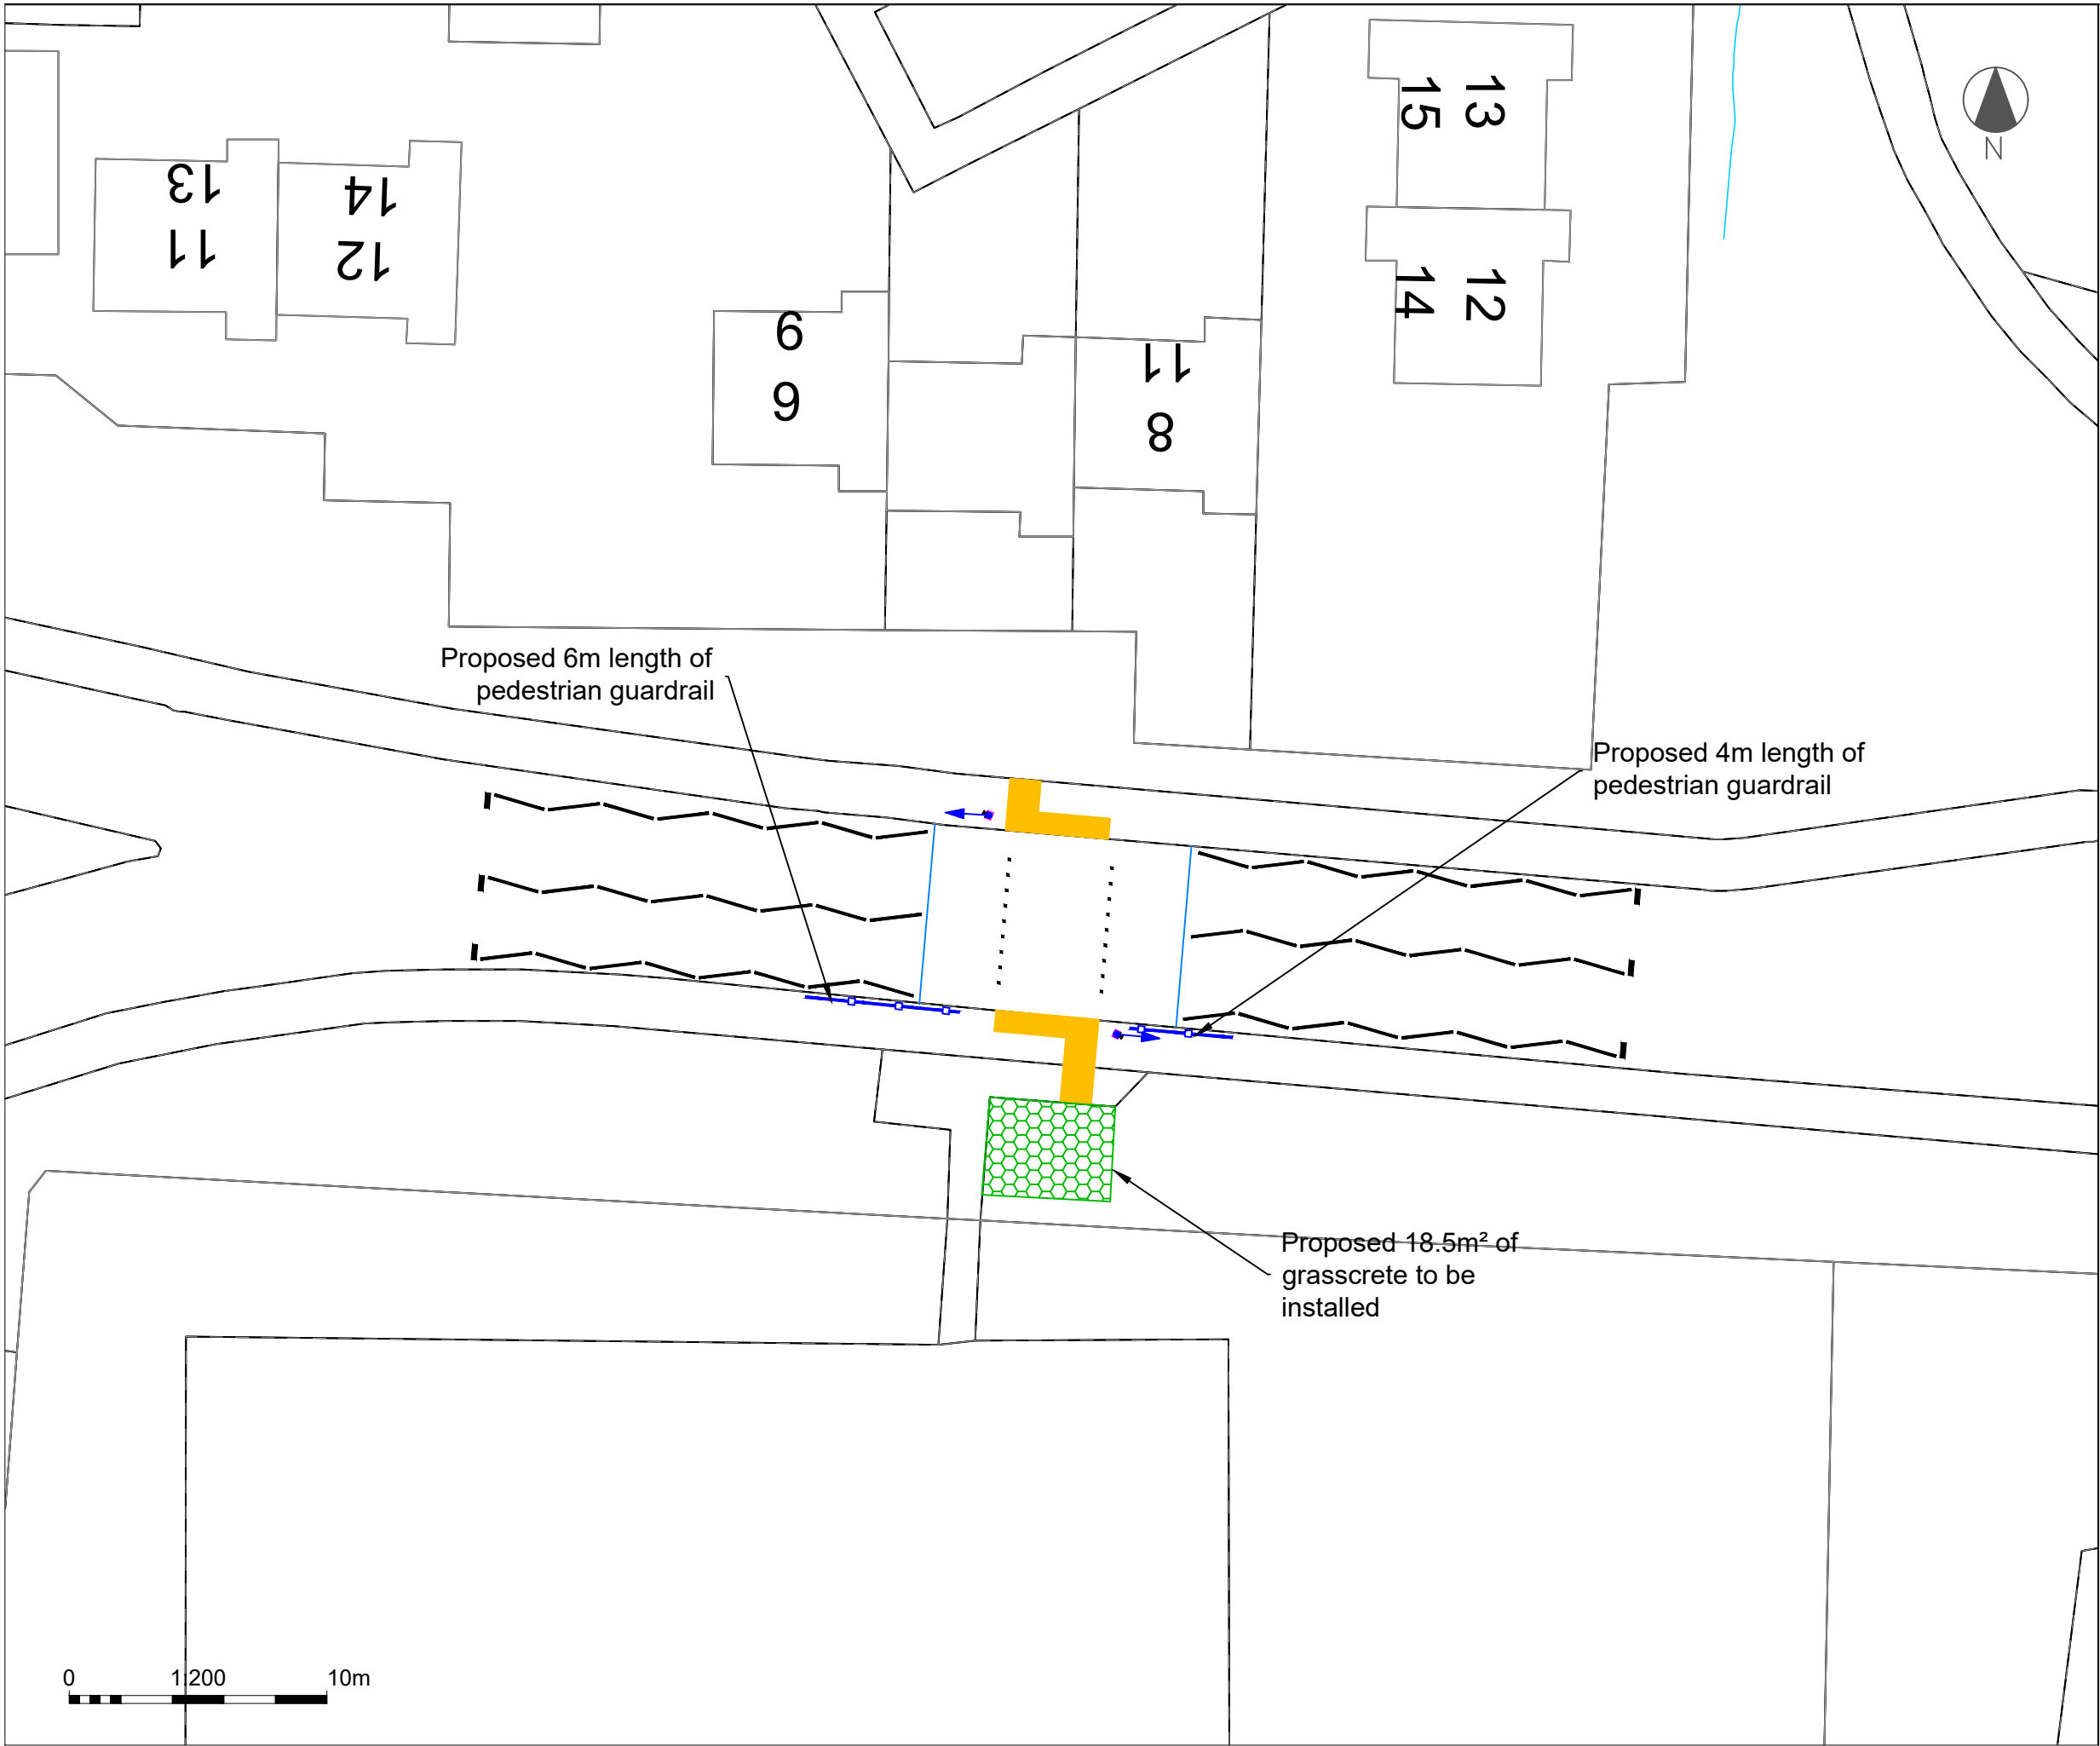 13
11
14
12
9
6
11
8
15
13
14
12
N
Proposed 6m length of
pedestrian guardrail
Proposed 4m length of
pedestrian guardrail
Proposed 18.5m² of
grasscrete to be
installed
0 1:200 10m